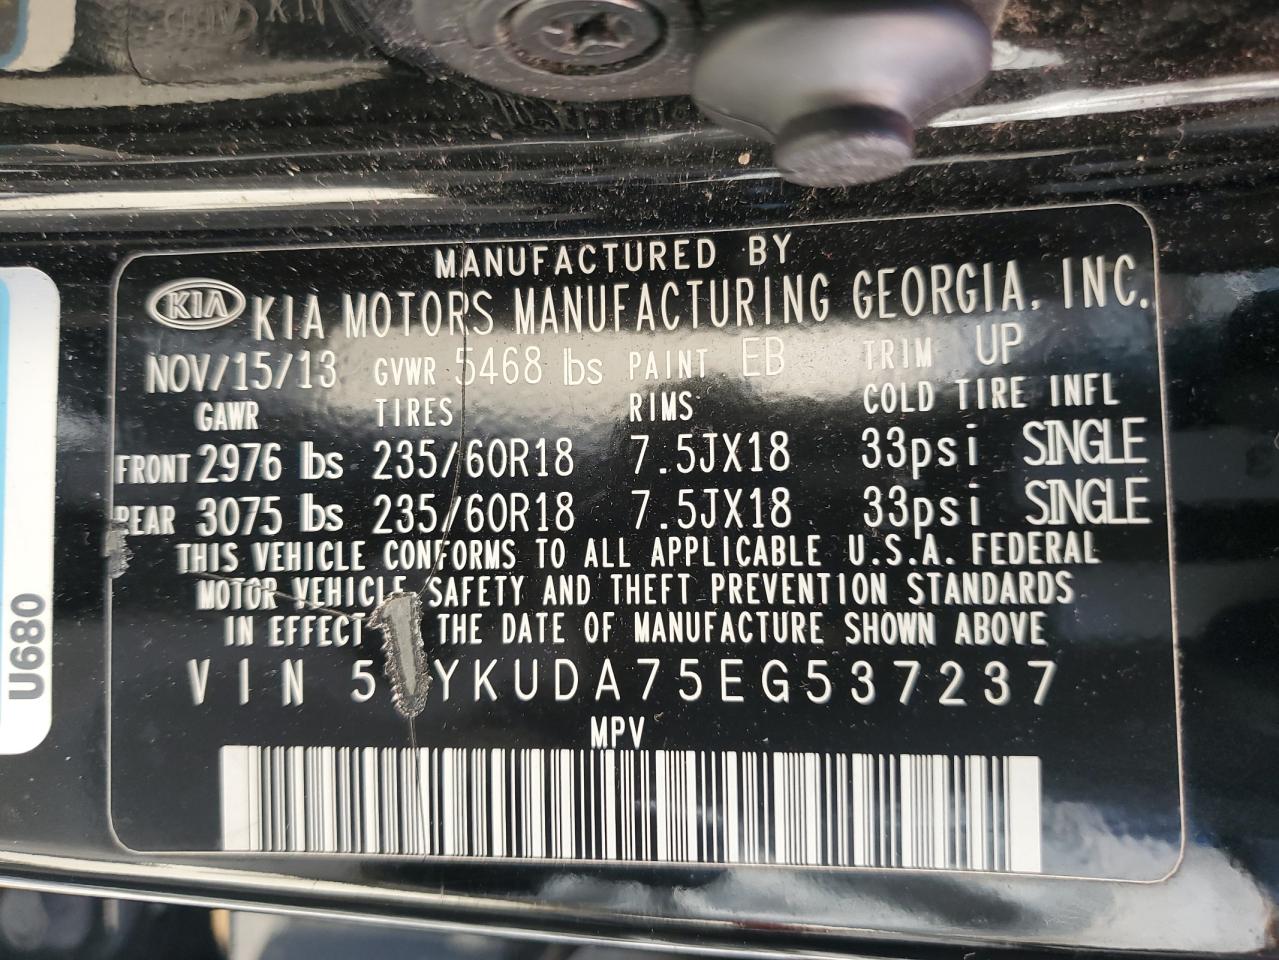 MANUFACTURED BY
KIA KIA MOTORS MANUFACTURING GEORGIA, INC.
NOV/15/13 GVWR 5468 lbs PAINT EB TRIM UP
GAWR TIRES RIMS COLD TIRE INFL
FRONT 2976 lbs 235/60R18 7.5JX18 33psi SINGLE
REAR 3075 lbs 235/60R18 7.5JX18 33psi SINGLE
THIS VEHICLE CONFORMS TO ALL APPLICABLE U.S.A. FEDERAL
MOTOR VEHICLE SAFETY AND THEFT PREVENTION STANDARDS
IN EFFECT THE DATE OF MANUFACTURE SHOWN ABOVE
VIN 5 YKUDA75EG537237
MPV
U680